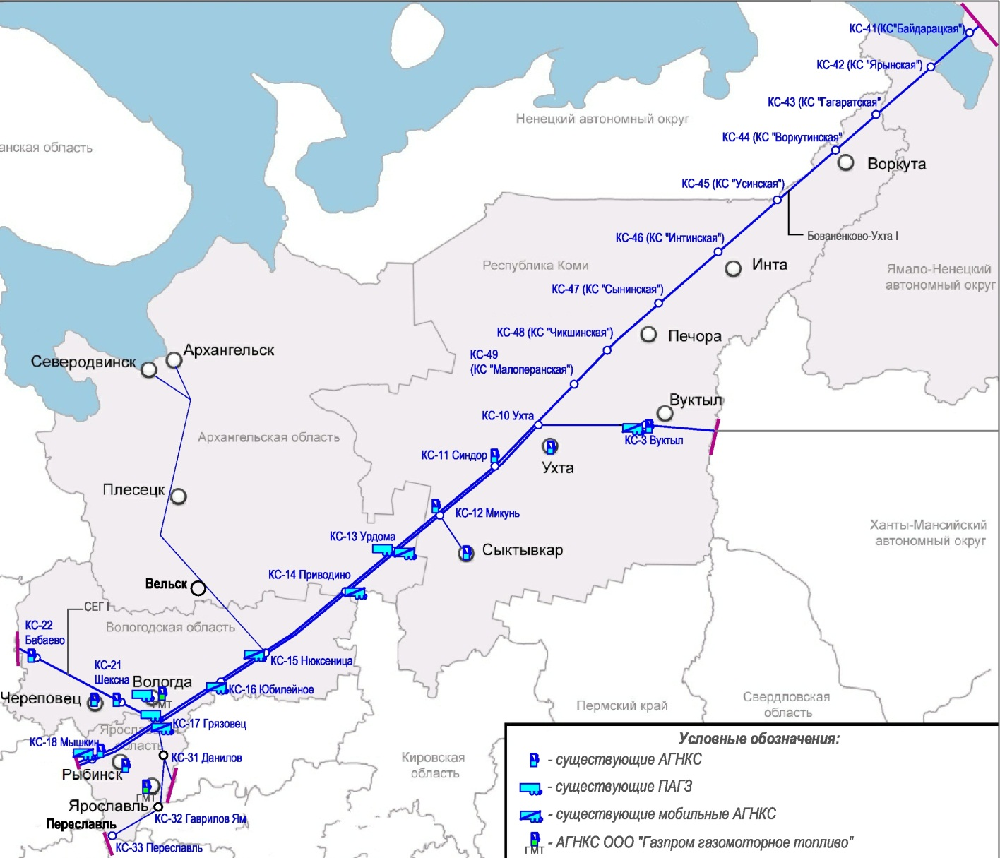 КС-41(КС"Байдарацкая")
КС-42 (КС "Ярынская")
КС-43 (КС "Гагаратская"
Ненецкий автономный округ
КС-44 (КС "Воркутинская"
анская область
Воркута
КС-45 (КС "Усинская")
Бованенково-Ухта I
КС-46 (КС "Интинская")
Республика Коми
Инта
Ямало-Ненецкий
автономный округ
КС-47 (КС "Сынинская")
КС-48 (КС "Чикшинская")
Печора
КС-49
(КС "Малоперанская")
Архангельск
Северодвинск
Вуктыл
КС-10 Ухта
КС-3 Вуктыл
Архангельская область
КС-11 Синдор
Ухта
Плесецк
КС-12 Микунь
Ханты-Мансийский
автономный округ
КС-13 Урдома
Сыктывкар
КС-14 Приводино
Вельск
СЕГ I
Вологодская область
КС-22
Бабаево
КС-15 Нюксеница
КС-21
Шексна
Вологда
КС-16 Юбилейное
Череповец
ГМТ
Пермский край
Свердловская
область
КС-17 Грязовец
Яросл
область
КС-18 Мышкин
КС-31 Данилов
Кировская
область
Рыбинск
ГМТ
Ярославль
КС-32 Гаврилов Ям
Переславль
КС-33 Переславль
Условные обозначения:
- существующие АГНКС
- существующие ПАГЗ
- существующие мобильные АГНКС
ГМТ - АГНКС ООО "Газпром газомоторное топливо"